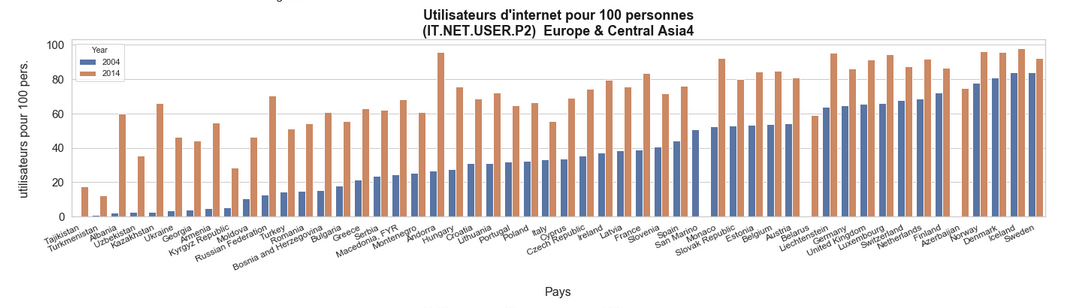 Utilisateurs d'internet pour 100 personnes
(IT.NET.USER.P2) Europe & Central Asia4
utilisateurs pour 100 pers.
100
80
60
40
20
0
Year
2004
2014
Tajikistan
Turkmenistan
Albania
Uzbekistan
Kazakhstan
Ukraine
Georgia
Armenia
Kyrgyz Republic
Moldova
Russian Federation
Turkey
Romania
Bosnia and Herzegovina
Bulgaria
Greece
Serbia
Macedonia, FYR
Montenegro
Andorra
Hungary
Croatia
Lithuania
Portugal
Poland
Italy
Cyprus
Czech Republic
Ireland
Latvia
France
Slovenia
Spain
San Marino
Monaco
Slovak Republic
Estonia
Belgium
Austria
Belarus
Liechtenstein
Germany
United Kingdom
Luxembourg
Switzerland
Netherlands
Finland
Azerbaijan
Norway
Denmark
Iceland
Sweden
Pays